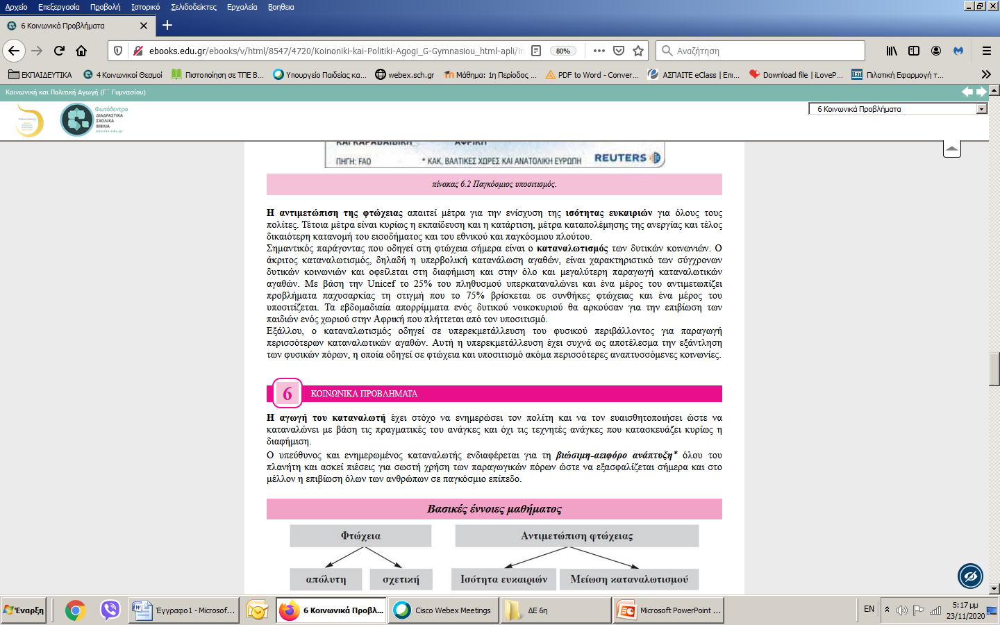 Αρχείο Επεξεργασία Προβολή Ιστορικό Σελιδοδείκτες Εργαλεία Βοηθεια
6 Κοινωνικά Προβλήματα
ebooks.edu.gr/ebooks/v/html/8547/4720/Koinoniki-kai-Politiki-Agogi_G-Gymnasiou_html-apli/in 80% Αναζήτηση
ΕΚΠΑΙΔΕΥΤΙΚΑ 4 Κοινωνικοί Θεσμοί Πιστοποίηση σε ΤΠΕ Β... Υπουργείο Παιδείας κα... webex.sch.gr Μάθημα: 1η Περίοδος ... PDF to Word - Conver... ΑΣΠΑΙΤΕ eClass | Επι... Download file | iLoveP... Πιλοτική Εφαρμογή τ...
Κοινωνική και Πολιτική Αγωγή (Γ΄ Γυμνασίου)
Φωτόδεντρο
ΔΙΑΔΡΑΣΤΙΚΑ
ΣΧΟΛΙΚΑ
ΒΙΒΛΙΑ
ebooks.edu.gr
6 Κοινωνικά Προβλήματα
ΚΑΙ ΚΑΡΑΒΑΪΒΙΚΗ ΑΦΡΙΚΗ
ΠΗΓΗ: FAO * ΚΑΚ, ΒΑΛΤΙΚΕΣ ΧΩΡΕΣ ΚΑΙ ΑΝΑΤΟΛΙΚΗ ΕΥΡΩΠΗ REUTERS
πίνακας 6.2 Παγκόσμιος υποσιτισμός.
Η αντιμετώπιση της φτώχειας απαιτεί μέτρα για την ενίσχυση της ισότητας ευκαιριών για όλους τους
πολίτες. Τέτοια μέτρα είναι κυρίως η εκπαίδευση και η κατάρτιση, μέτρα καταπολέμησης της ανεργίας και τέλος
δικαιότερη κατανομή του εισοδήματος και του εθνικού και παγκόσμιου πλούτου.
Σημαντικός παράγοντας που οδηγεί στη φτώχεια σήμερα είναι ο καταναλωτισμός των δυτικών κοινωνιών. Ο
άκριτος καταναλωτισμός, δηλαδή η υπερβολική κατανάλωση αγαθών, είναι χαρακτηριστικό των σύγχρονων
δυτικών κοινωνιών και οφείλεται στη διαφήμιση και στην όλο και μεγαλύτερη παραγωγή καταναλωτικών
αγαθών. Με βάση την Unicef το 25% του πληθυσμού υπερκαταναλώνει και ένα μέρος του αντιμετωπίζει
προβλήματα παχυσαρκίας τη στιγμή που το 75% βρίσκεται σε συνθήκες φτώχειας και ένα μέρος του
υποσιτίζεται. Τα εβδομαδιαία απορρίμματα ενός δυτικού νοικοκυριού θα αρκούσαν για την επιβίωση των
παιδιών ενός χωριού στην Αφρική που πλήττεται από τον υποσιτισμό.
Εξάλλου, ο καταναλωτισμός οδηγεί σε υπερεκμετάλλευση του φυσικού περιβάλλοντος για παραγωγή
περισσότερων καταναλωτικών αγαθών. Αυτή η υπερεκμετάλλευση έχει συχνά ως αποτέλεσμα την εξάντληση
των φυσικών πόρων, η οποία οδηγεί σε φτώχεια και υποσιτισμό ακόμα περισσότερες αναπτυσσόμενες κοινωνίες.
6 ΚΟΙΝΩΝΙΚΑ ΠΡΟΒΛΗΜΑΤΑ
Η αγωγή του καταναλωτή έχει στόχο να ενημερώσει τον πολίτη και να τον ευαισθητοποιήσει ώστε να
καταναλώνει με βάση τις πραγματικές του ανάγκες και όχι τις τεχνητές ανάγκες που κατασκευάζει κυρίως η
διαφήμιση.
Ο υπεύθυνος και ενημερωμένος καταναλωτής ενδιαφέρεται για τη βιώσιμη-αειφόρο ανάπτυξη* όλου του
πλανήτη και ασκεί πιέσεις για σωστή χρήση των παραγωγικών πόρων ώστε να εξασφαλίζεται σήμερα και στο
μέλλον η επιβίωση όλων των ανθρώπων σε παγκόσμιο επίπεδο.
Βασικές έννοιες μαθήματος
Φτώχεια Αντιμετώπιση φτώχειας
απόλυτη σχετική Ισότητα ευκαιριών Μείωση καταναλωτισμού
Έναρξη Έγγραφο1 - Microsof... 6 Κοινωνικά Προβλ... Cisco Webex Meetings ΔΕ 6η Microsoft PowerPoint ... EN 5:17 μμ
23/11/2020